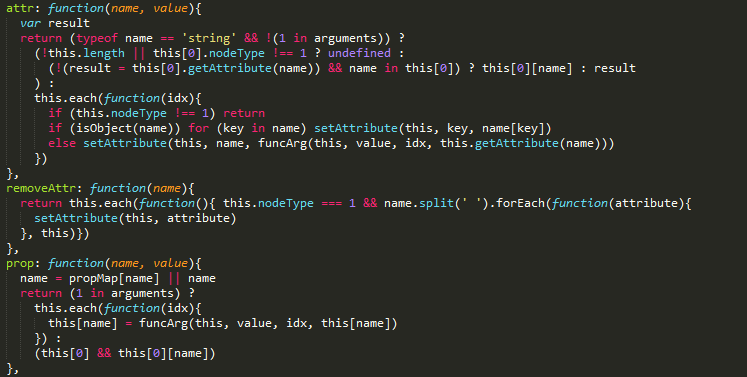 attr: function(name, value){
  var result
  return (typeof name == 'string' && !(1 in arguments)) ?
    (!this.length || this[0].nodeType !== 1 ? undefined :
      (!(result = this[0].getAttribute(name)) && name in this[0]) ? this[0][name] : result
    ) :
    this.each(function(idx){
      if (this.nodeType !== 1) return
      if (isObject(name)) for (key in name) setAttribute(this, key, name[key])
      else setAttribute(this, name, funcArg(this, value, idx, this.getAttribute(name)))
    })
},
removeAttr: function(name){
  return this.each(function(){ this.nodeType === 1 && name.split(' ').forEach(function(attribute){
    setAttribute(this, attribute)
  }, this)})
},
prop: function(name, value){
  name = propMap[name] || name
  return (1 in arguments) ?
    this.each(function(idx){
      this[name] = funcArg(this, value, idx, this[name])
    }) :
    (this[0] && this[0][name])
},